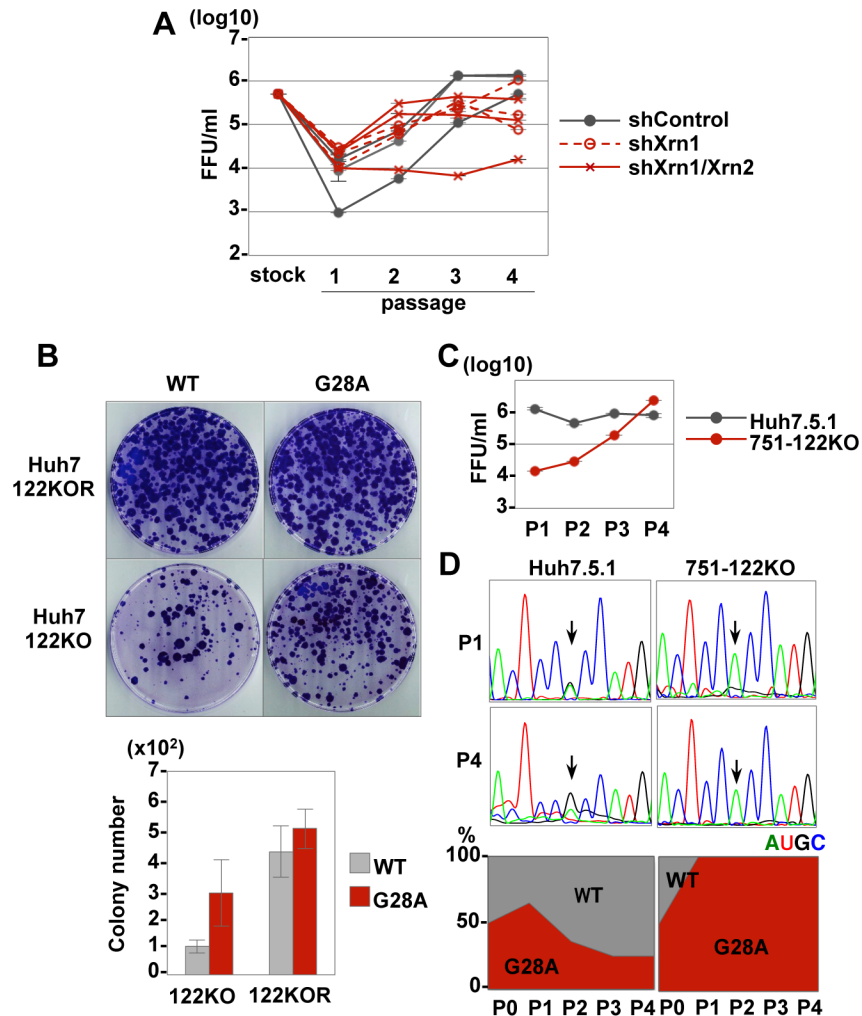 A
(log10)
7
6
5
4
3
2
FFU/ml
stock
1
2
3
4
passage
shControl
shXrn1
shXrn1/Xrn2
B
WT
G28A
Huh7
122KOR
Huh7
122KO
(x10²)
7
6
5
4
3
2
1
0
Colony number
122KO
122KOR
WT
G28A
C
(log10)
6
5
4
3
FFU/ml
P1
P2
P3
P4
Huh7.5.1
751-122KO
D
Huh7.5.1
751-122KO
P1
P4
AUGC
%
100
50
0
WT
G28A
WT
G28A
P0 P1 P2 P3 P4
P0 P1 P2 P3 P4